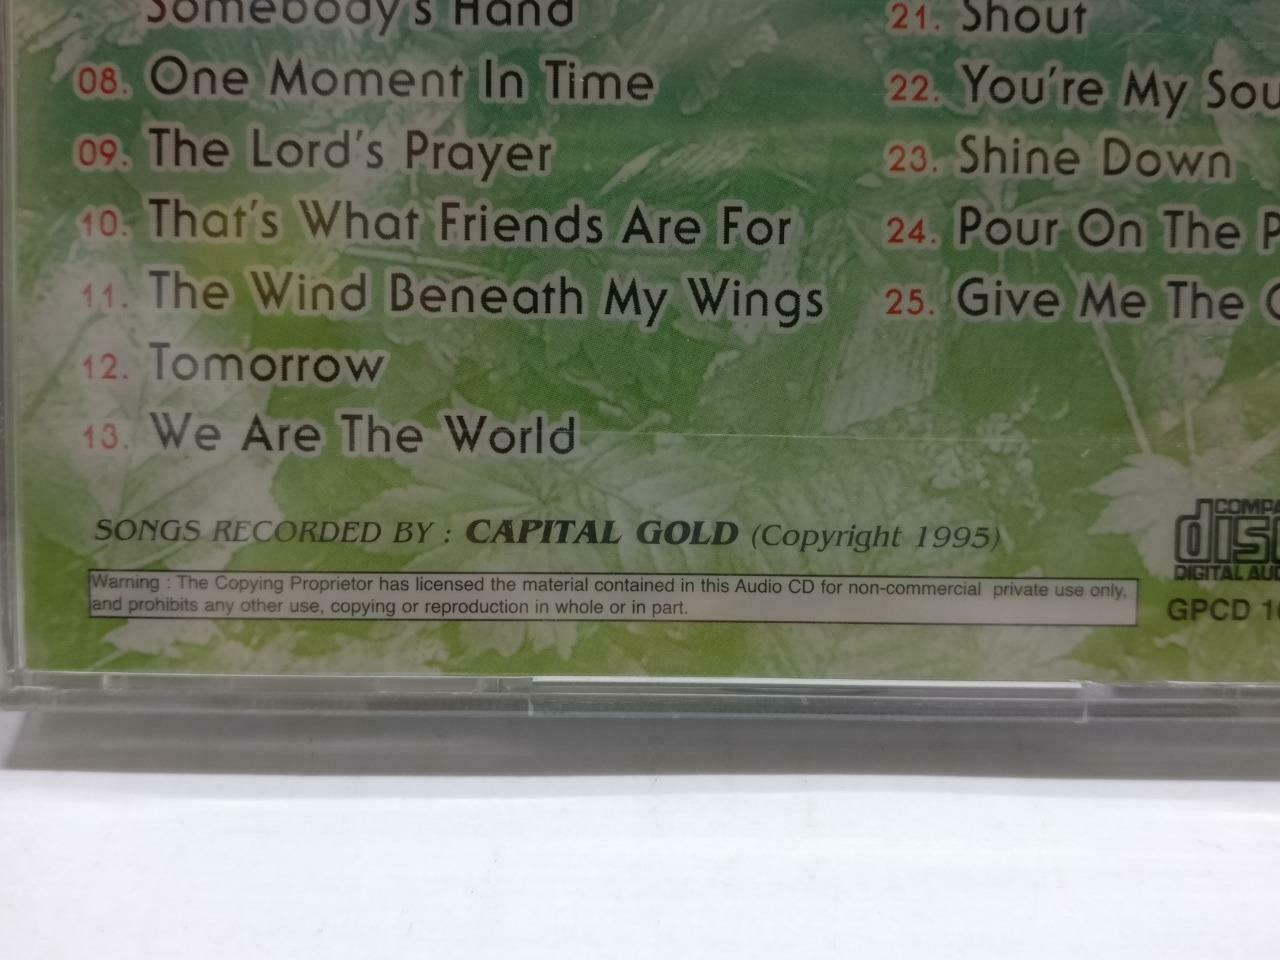 Somebody's Hand
08. One Moment In Time
09. The Lord's Prayer
10. That's What Friends Are For
11. The Wind Beneath My Wings
12. Tomorrow
13. We Are The World
21. Shout
22. You're My
23. Shine Down
24. Pour On The
25. Give Me The
SONGS RECORDED BY : CAPITAL GOLD (Copyright 1995)
Warning : The Copying Proprietor has licensed the material contained in this Audio CD for non-commercial private use only,
and prohibits any other use, copying or reproduction in whole or in part.
DIGITAL
GPCD